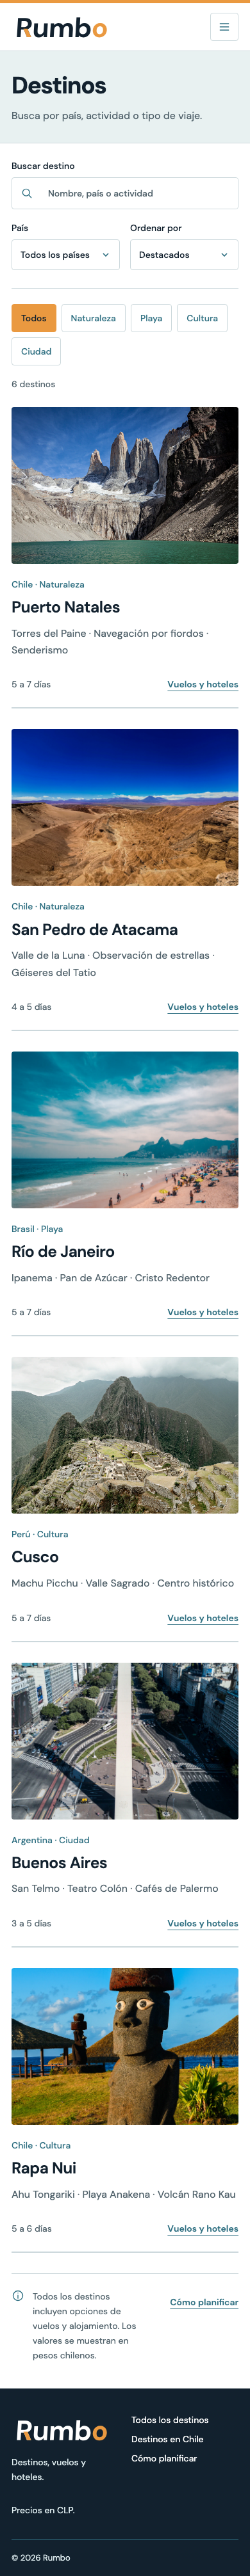 Rumbo
Destinos
Busca por país, actividad o tipo de viaje.
Buscar destino
Nombre, país o actividad
País
Ordenar por
Todos los países
Destacados
Todos
Naturaleza
Playa
Cultura
Ciudad
6 destinos
Chile · Naturaleza
Puerto Natales
Torres del Paine · Navegación por fiordos ·
Senderismo
5 a 7 días
Vuelos y hoteles
Chile · Naturaleza
San Pedro de Atacama
Valle de la Luna · Observación de estrellas ·
Géiseres del Tatio
4 a 5 días
Vuelos y hoteles
Brasil · Playa
Río de Janeiro
Ipanema · Pan de Azúcar · Cristo Redentor
5 a 7 días
Vuelos y hoteles
Perú · Cultura
Cusco
Machu Picchu · Valle Sagrado · Centro histórico
5 a 7 días
Vuelos y hoteles
Argentina · Ciudad
Buenos Aires
San Telmo · Teatro Colón · Cafés de Palermo
3 a 5 días
Vuelos y hoteles
Chile · Cultura
Rapa Nui
Ahu Tongariki · Playa Anakena · Volcán Rano Kau
5 a 6 días
Vuelos y hoteles
Todos los destinos
incluyen opciones de
vuelos y alojamiento. Los
valores se muestran en
pesos chilenos.
Cómo planificar
Rumbo
Destinos, vuelos y
hoteles.
Precios en CLP.
Todos los destinos
Destinos en Chile
Cómo planificar
© 2026 Rumbo